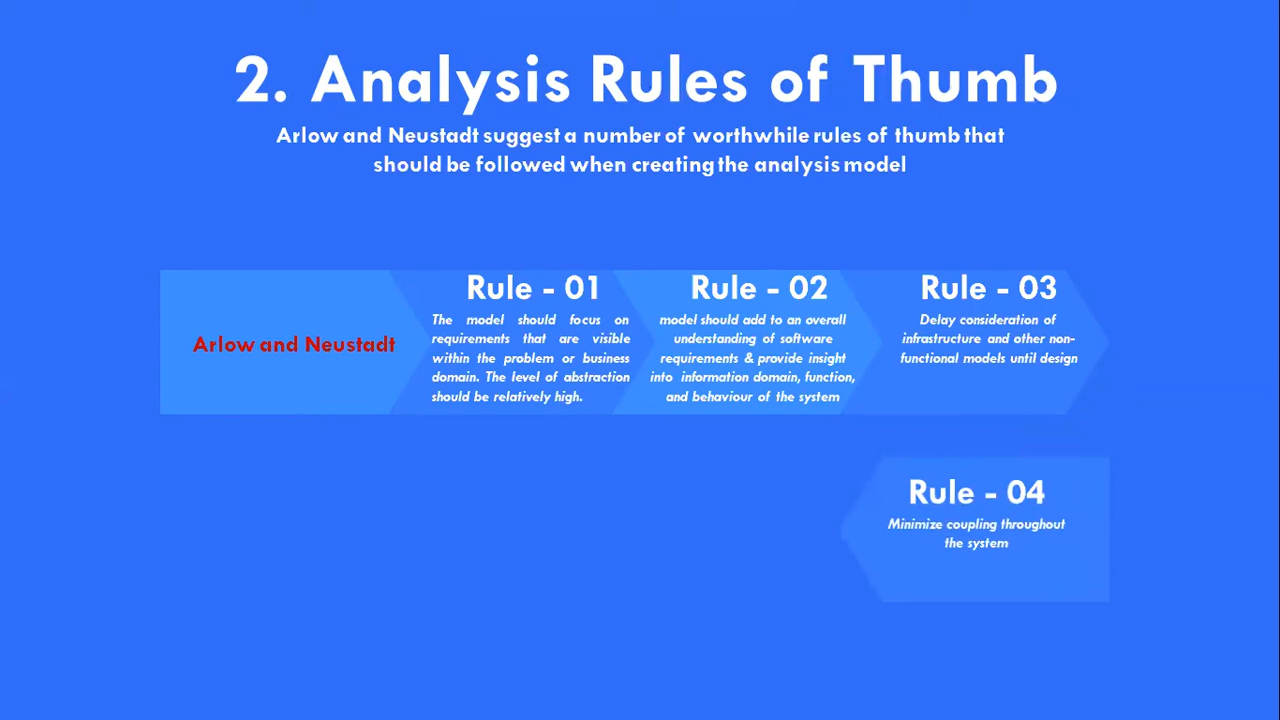 2. Analysis Rules of Thumb
Arlow and Neustadt suggest a number of worthwhile rules of thumb that
should be followed when creating the analysis model
Arlow and Neustadt
Rule - 01
The model should focus on
requirements that are visible
within the problem or business
domain. The level of abstraction
should be relatively high.
Rule - 02
model should add to an overall
understanding of software
requirements & provide insight
into information domain, function,
and behaviour of the system
Rule - 03
Delay consideration of
infrastructure and other non-
functional models until design
Rule - 04
Minimize coupling throughout
the system